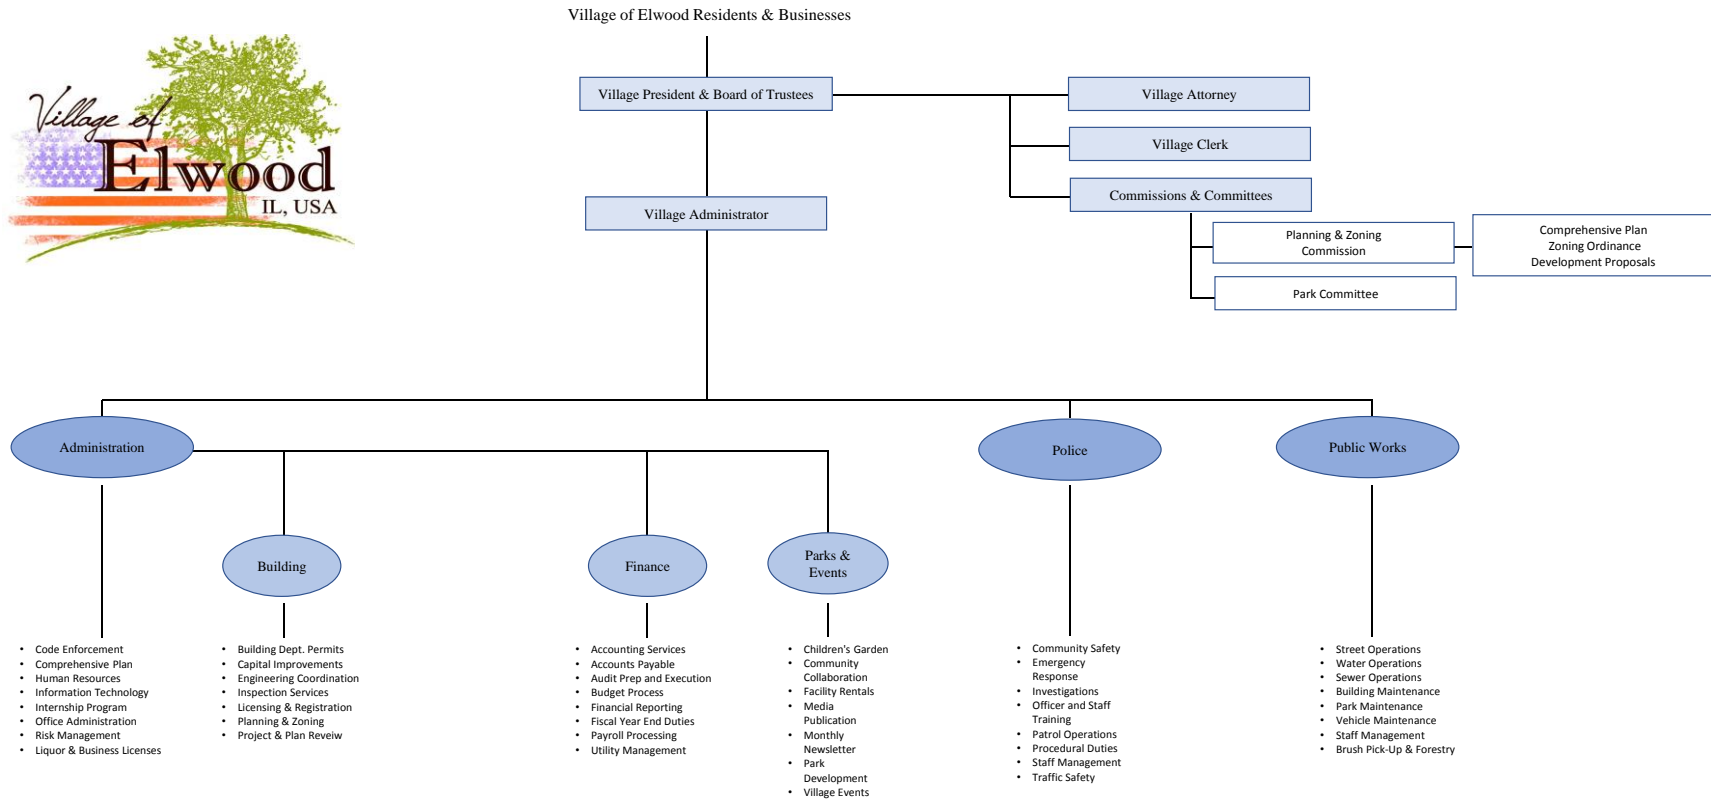 Village of Elwood Residents & Businesses
Village of
Elwood
IL, USA
Village President & Board of Trustees
Village Attorney
Village Clerk
Commissions & Committees
Village Administrator
Planning & Zoning
Commission
Comprehensive Plan
Zoning Ordinance
Development Proposals
Park Committee
Administration
Police
Public Works
Building
Finance
Parks &
Events
• Code Enforcement
• Comprehensive Plan
• Human Resources
• Information Technology
• Internship Program
• Office Administration
• Risk Management
• Liquor & Business Licenses
• Building Dept. Permits
• Capital Improvements
• Engineering Coordination
• Inspection Services
• Licensing & Registration
• Planning & Zoning
• Project & Plan Reveiw
• Accounting Services
• Accounts Payable
• Audit Prep and Execution
• Budget Process
• Financial Reporting
• Fiscal Year End Duties
• Payroll Processing
• Utility Management
• Children's Garden
• Community
Collaboration
• Facility Rentals
• Media
Publication
• Monthly
Newsletter
• Park
Development
• Village Events
• Community Safety
• Emergency
Response
• Investigations
• Officer and Staff
Training
• Patrol Operations
• Procedural Duties
• Staff Management
• Traffic Safety
• Street Operations
• Water Operations
• Sewer Operations
• Building Maintenance
• Park Maintenance
• Vehicle Maintenance
• Staff Management
• Brush Pick-Up & Forestry